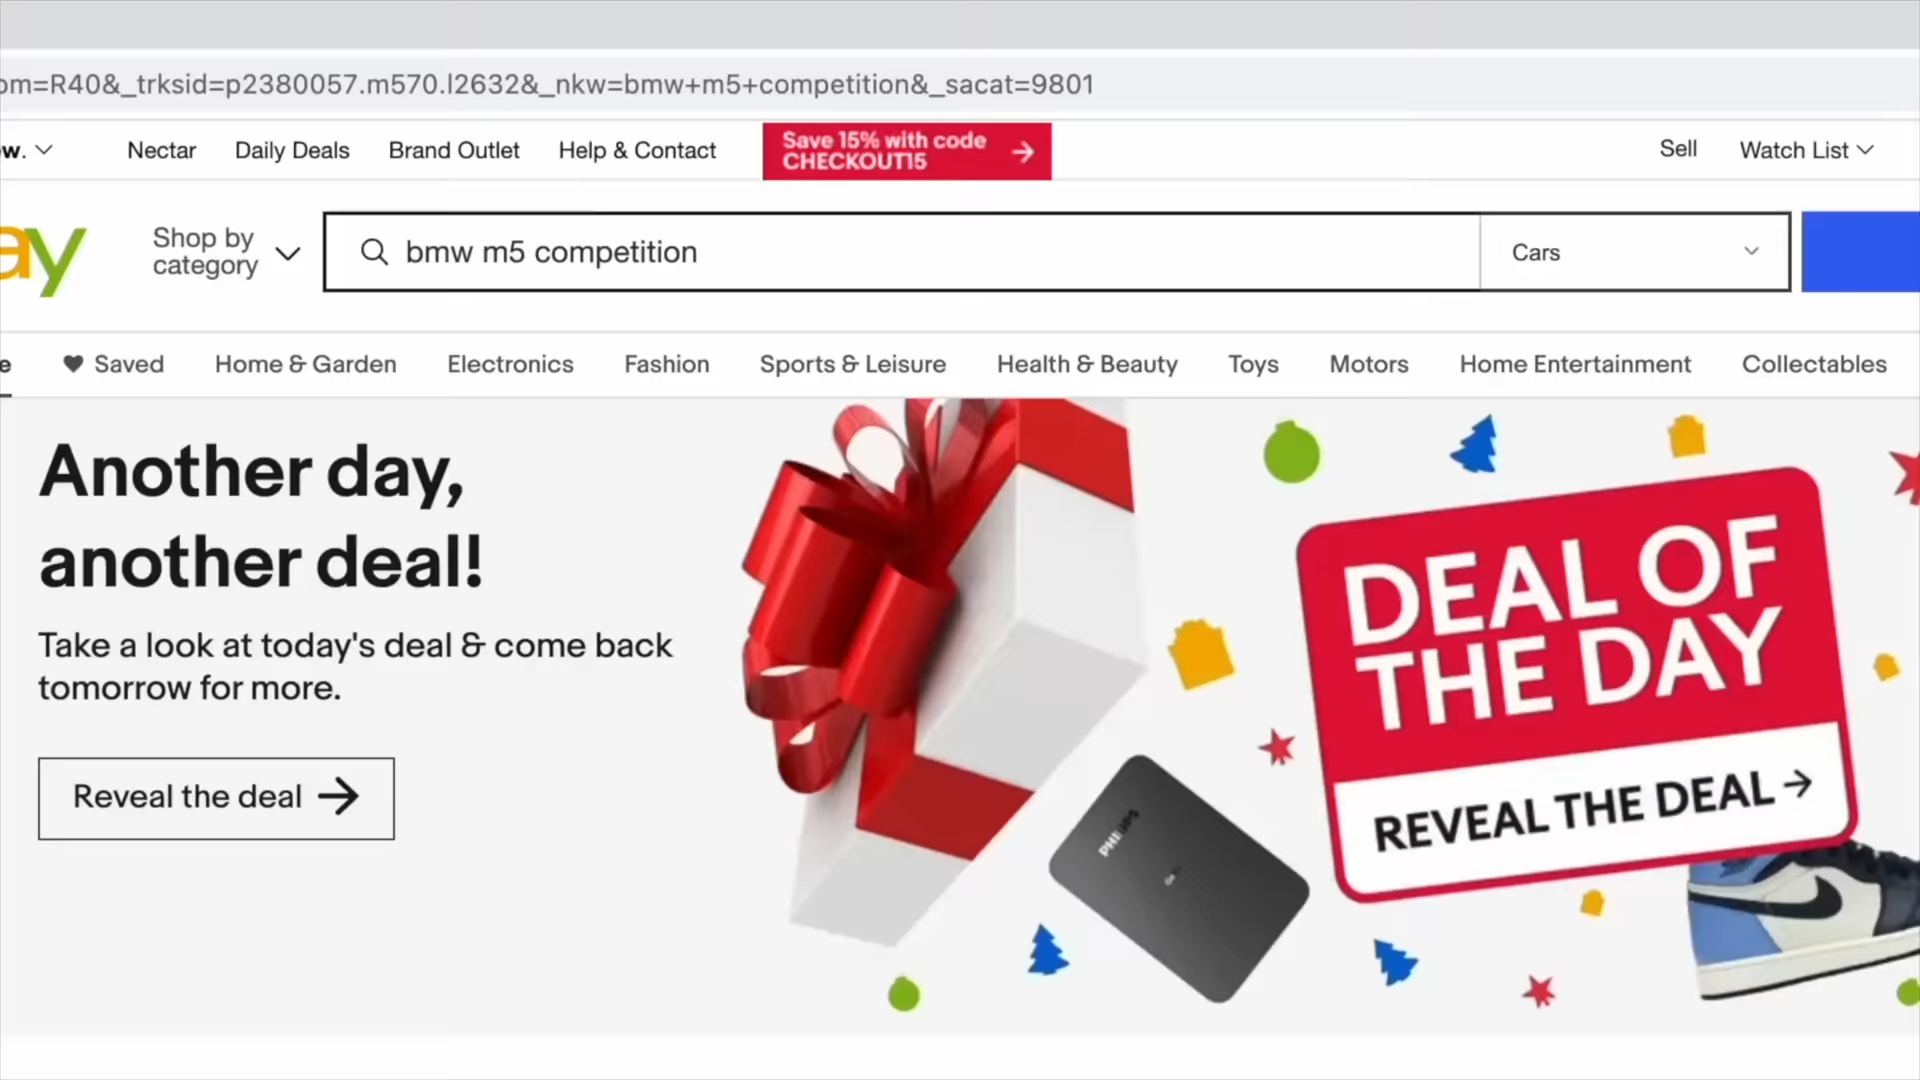 om=R40&_trksid=p2380057.m570.l2632&_nkw=bmw+m5+competition&_sacat=9801
ow.
Nectar
Daily Deals
Brand Outlet
Help & Contact
Save 15% with code
CHECKOUT15
Sell
Watch List
ay
Shop by
category
bmw m5 competition
Cars
e
Saved
Home & Garden
Electronics
Fashion
Sports & Leisure
Health & Beauty
Toys
Motors
Home Entertainment
Collectables
Another day,
another deal!
Take a look at today's deal & come back
tomorrow for more.
Reveal the deal
DEAL OF
THE DAY
REVEAL THE DEAL
PHILIPS